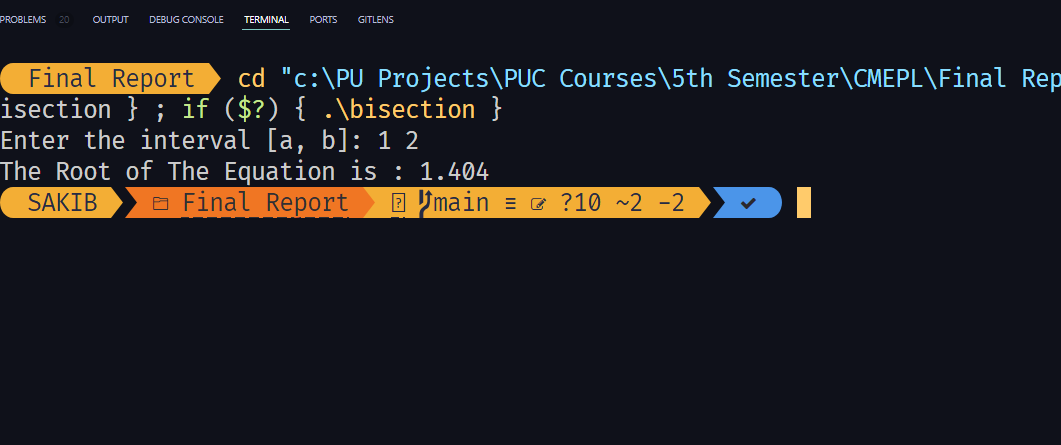 PROBLEMS 20 OUTPUT DEBUG CONSOLE TERMINAL PORTS GITLENS
Final Report cd "c:\PU Projects\PUC Courses\5th Semester\CMEPL\Final Rep
isection } ; if ($?) { .\bisection }
Enter the interval [a, b]: 1 2
The Root of The Equation is : 1.404
SAKIB Final Report main ≡ ?10 ~2 -2